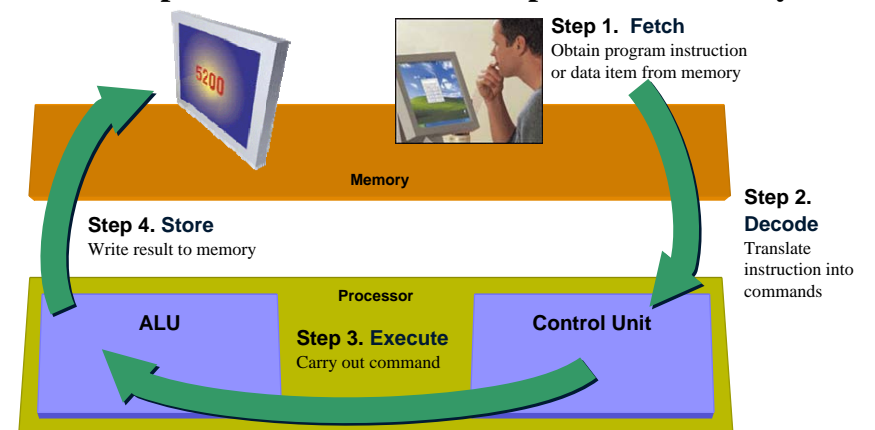 Step 1. Fetch
Obtain program instruction
or data item from memory
5200
Memory
Step 2.
Decode
Translate
instruction into
commands
Step 4. Store
Write result to memory
Processor
ALU
Control Unit
Step 3. Execute
Carry out command